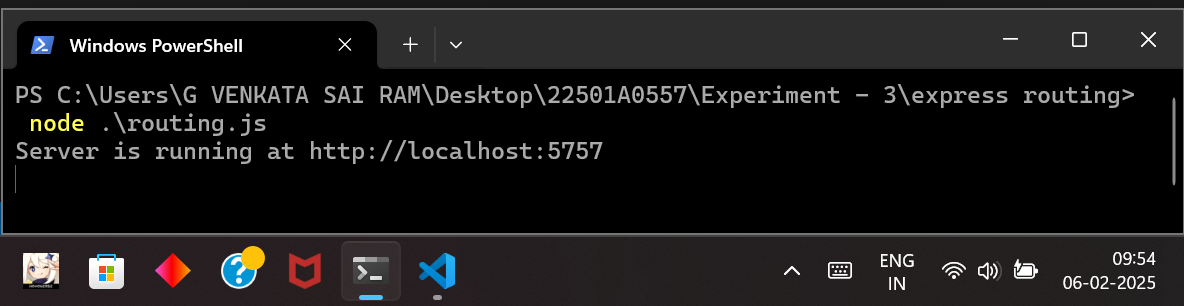 Windows PowerShell
PS C:\Users\G VENKATA SAI RAM\Desktop\22501A0557\Experiment - 3\express routing>
node .\routing.js
Server is running at http://localhost:5757
ENG
IN
09:54
06-02-2025